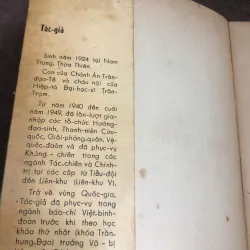 Tác-giả
Sinh năm 1924 tại Nam
Trung, Thừa Thiên.
Con của Chánh Án Trần-
đạo-Tế và cháu nội của
Hiệp-tá Đại-học-sĩ Trần-
Trạm.
Từ năm 1940 đến cuối
năm 1949, đã lần-lượt gia-
nhập các tổ-chức Hướng-
đạo-sinh, Thanh-niên Cứu-
quốc, Giải-phóng-quân, Vệ-
quốc-đoàn và đã phục-vụ
Kháng-chiến trong các
ngành Tác-chiến và Chính-
trị tại các cấp từ Tiểu-đội
đến Liên-khu (Liên-khu V).
Trở về vùng Quốc-gia,
Tác-giả đã phục-vụ trong
ngành báo-chí Việt-binh-
đoàn trước khi theo học
khóa thứ nhất (khóa Trần-
hưng-Đạo) trường Võ-bị